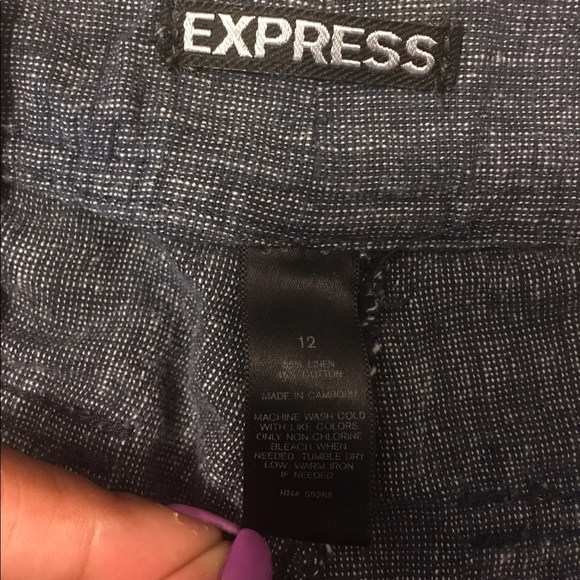 EXPRESS
12
55% LINEN
45% COTTON
MADE IN CAMBODIA
MACHINE WASH COLD
WITH LIKE COLORS.
ONLY NON-CHLORINE
BLEACH WHEN
NEEDED. TUMBLE DRY
LOW. WARM IRON
IF NEEDED.
RN# 55285